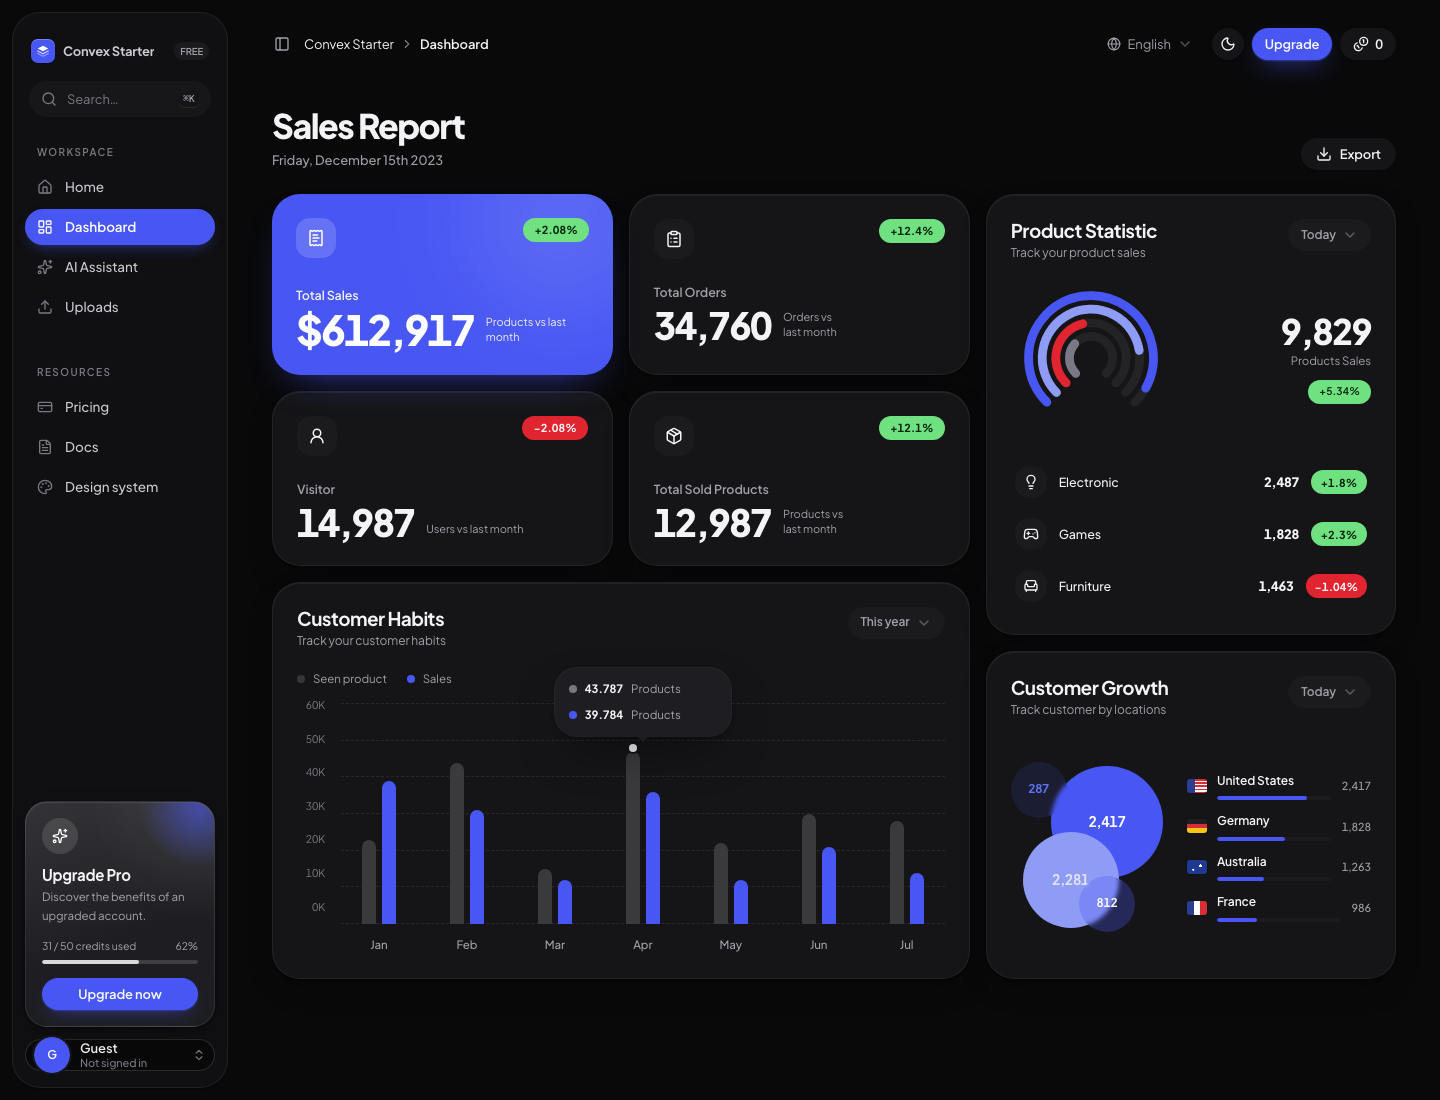 Convex Starter
FREE
Search...
⌘K
WORKSPACE
Home
Dashboard
AI Assistant
Uploads
RESOURCES
Pricing
Docs
Design system
Upgrade Pro
Discover the benefits of an
upgraded account.
31 / 50 credits used
62%
Upgrade now
G
Guest
Not signed in
Convex Starter > Dashboard
English
Upgrade
0
Sales Report
Friday, December 15th 2023
Export
+2.08%
Total Sales
$612,917
Products vs last
month
+12.4%
Total Orders
34,760
Orders vs
last month
−2.08%
Visitor
14,987
Users vs last month
+12.1%
Total Sold Products
12,987
Products vs
last month
Product Statistic
Track your product sales
Today
9,829
Products Sales
+5.34%
Electronic
2,487
+1.8%
Games
1,828
+2.3%
Furniture
1,463
−1.04%
Customer Habits
Track your customer habits
This year
Seen product
Sales
43.787 Products
39.784 Products
60K
50K
40K
30K
20K
10K
0K
Jan
Feb
Mar
Apr
May
Jun
Jul
Customer Growth
Track customer by locations
Today
287
2,417
2,281
812
United States
2,417
Germany
1,828
Australia
1,263
France
986